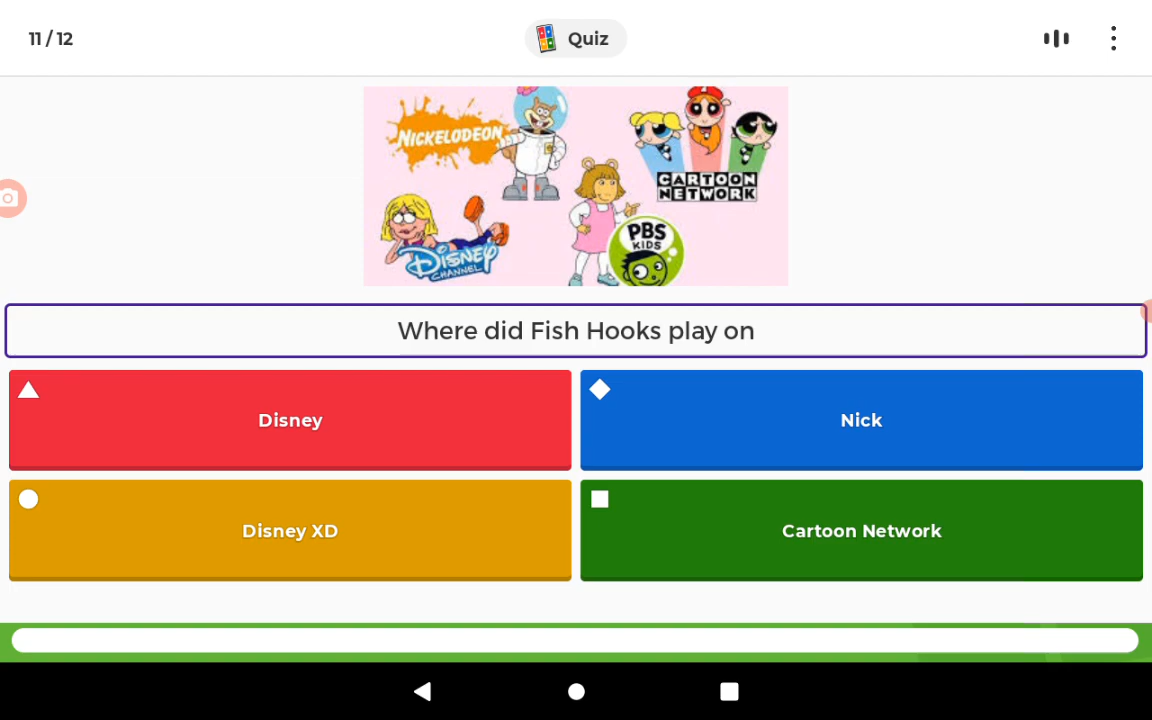 11 / 12
Quiz
NICKELODEON
CARTOON
NETWORK
PBS
KIDS
DISNEY
CHANNEL
Where did Fish Hooks play on
Disney
Nick
Disney XD
Cartoon Network